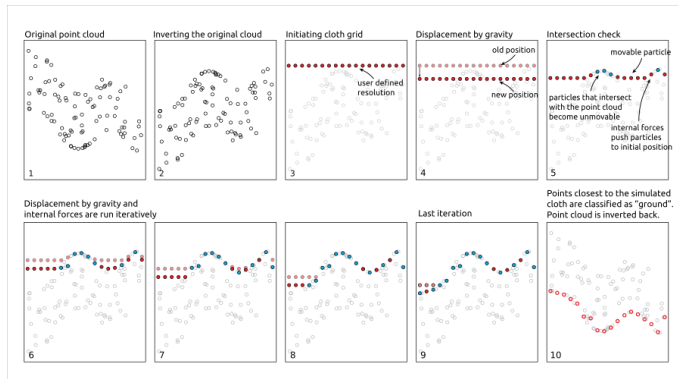 Original point cloud
Inverting the original cloud
Initiating cloth grid
Displacement by gravity
Intersection check
user defined
resolution
old position
new position
movable particle
particles that intersect
with the point cloud
become unmovable
internal forces
push particles
to initial position
1
2
3
4
5
Displacement by gravity and
internal forces are run iteratively
Last iteration
Points closest to the simulated
cloth are classified as "ground".
Point cloud is inverted back.
6
7
8
9
10